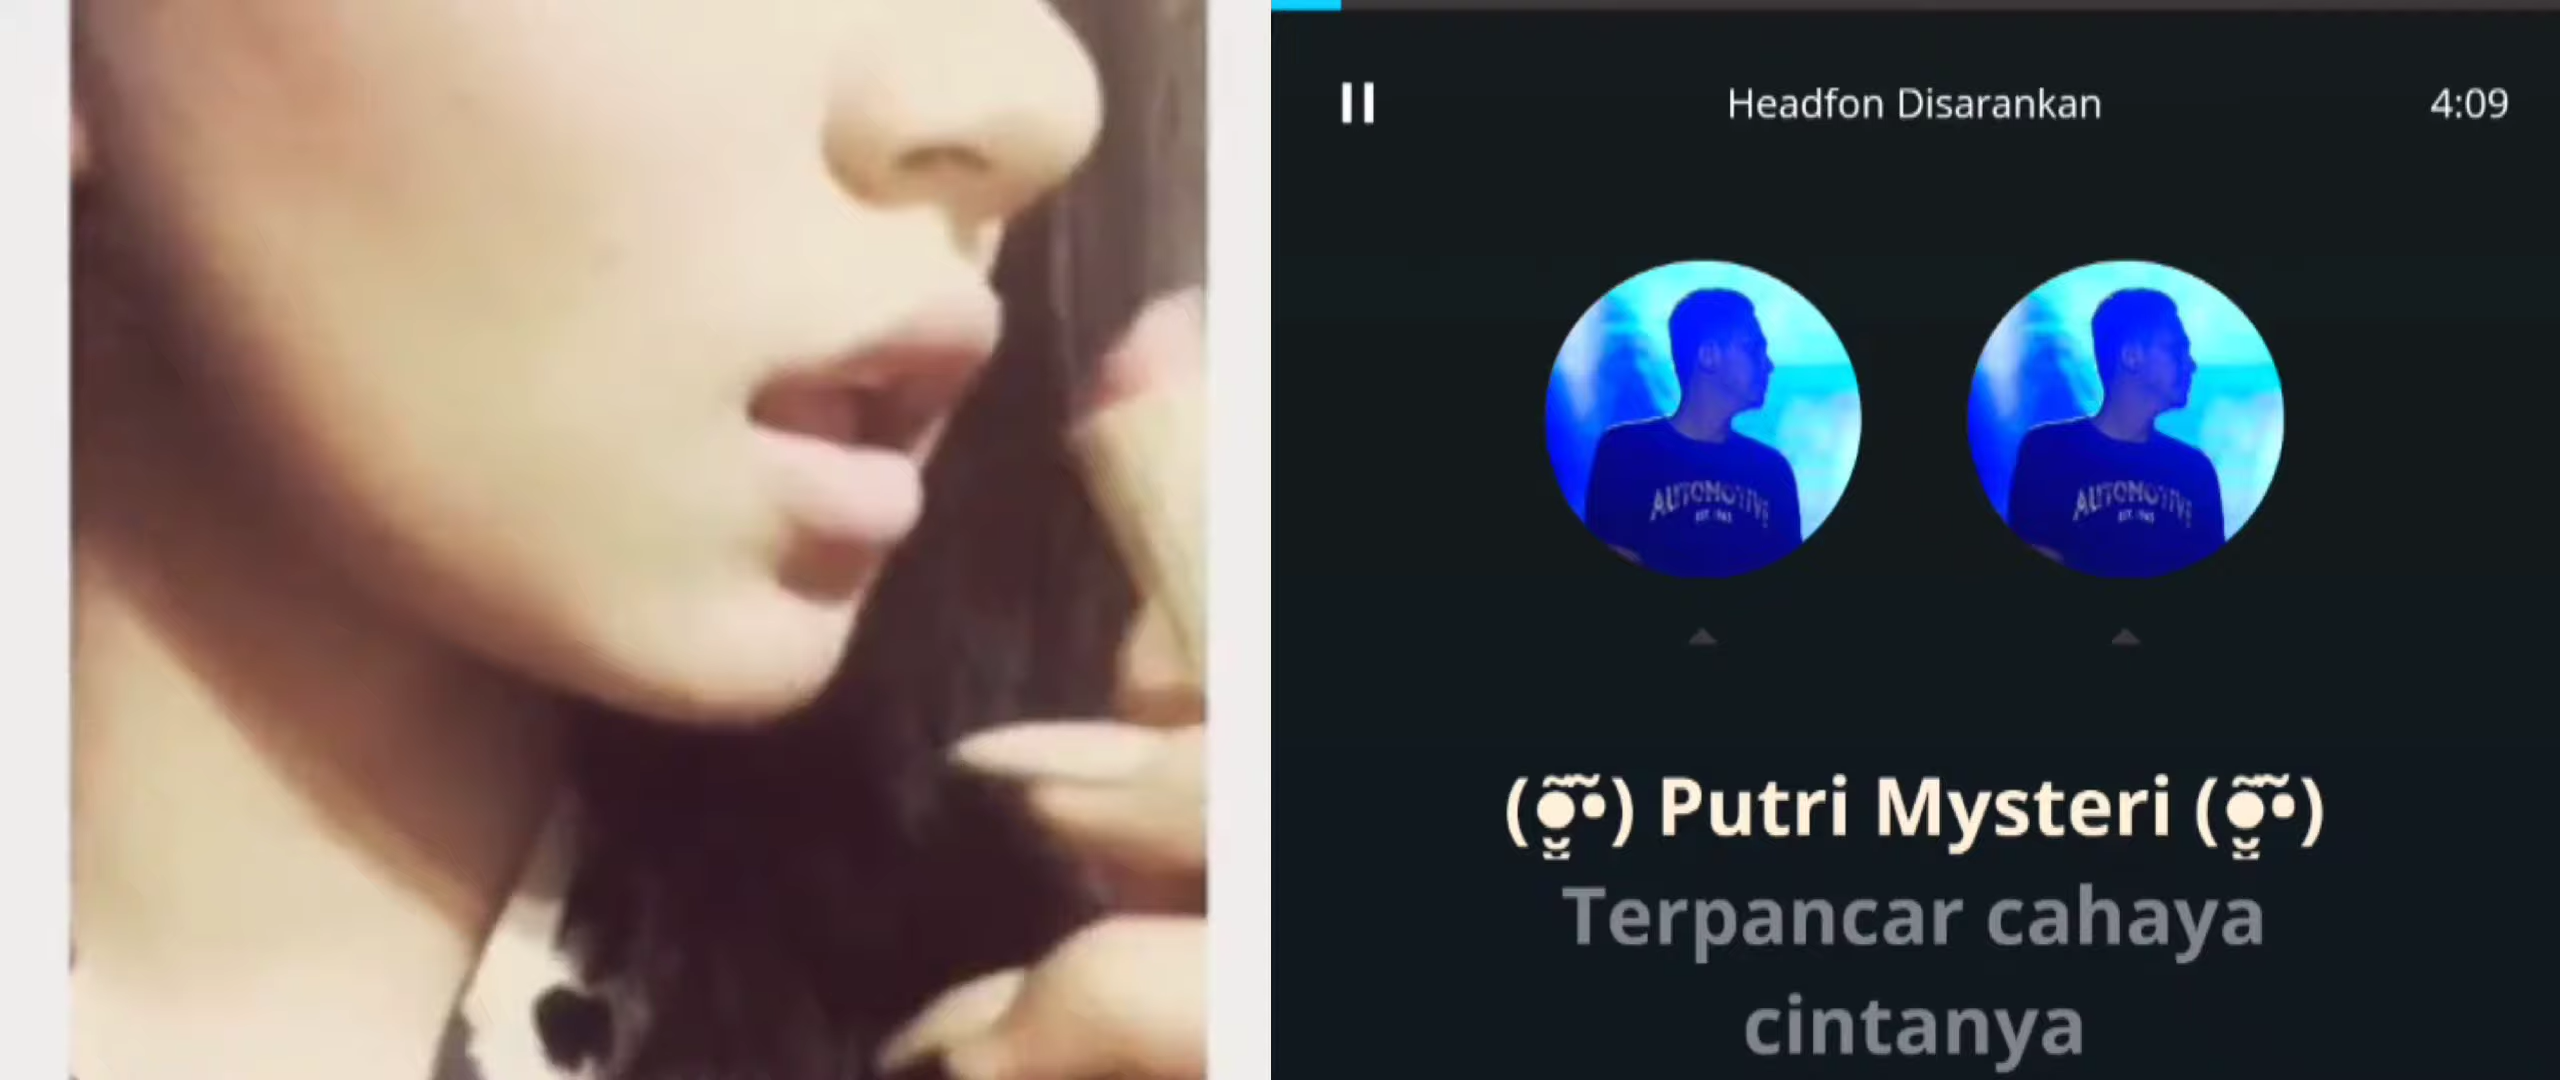 Headfon Disarankan
4:09
AUTOMOTIVE
AUTOMOTIVE
(•̃•) Putri Mysteri (•̃•)
Terpancar cahaya
cintanya